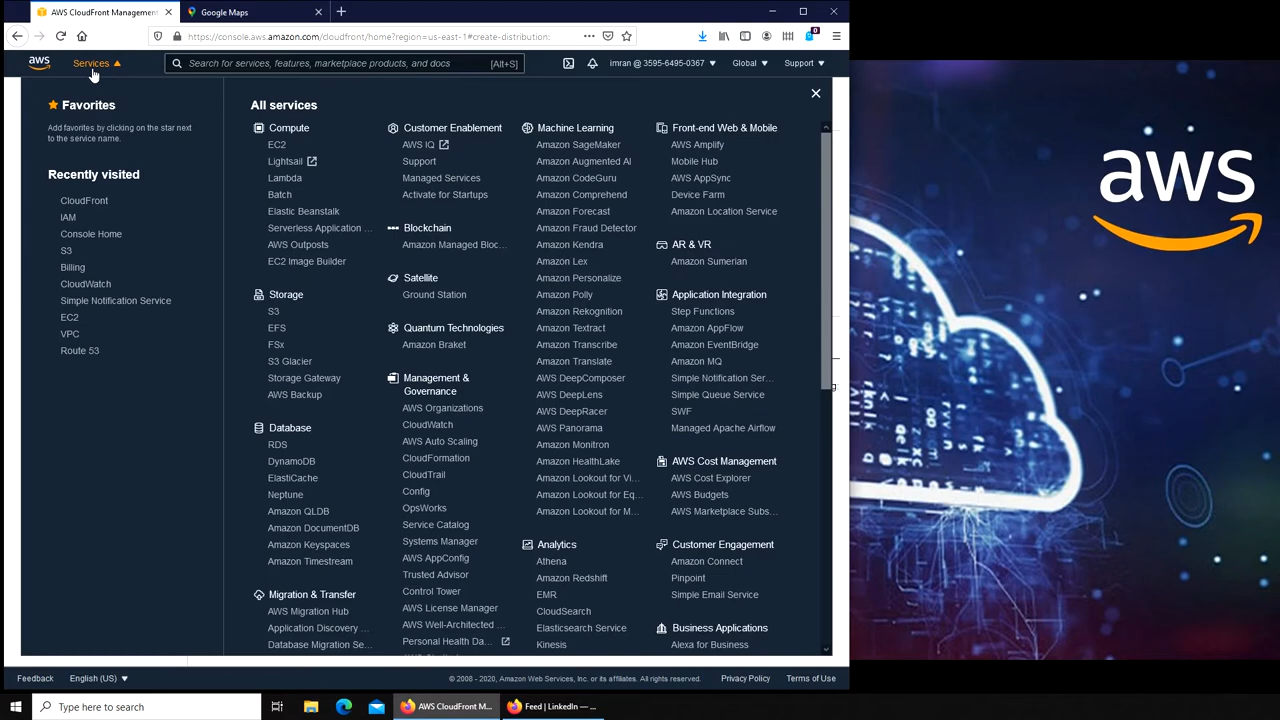 AWS CloudFront Management
Google Maps
https://console.aws.amazon.com/cloudfront/home?region=us-east-1#create-distribution:
0
aws
Services
Search for services, features, marketplace products, and docs
[Alt+S]
imran @ 3595-6495-0367
Global
Support
Favorites
Add favorites by clicking on the star next
to the service name.
Recently visited
CloudFront
IAM
Console Home
S3
Billing
CloudWatch
Simple Notification Service
EC2
VPC
Route 53
All services
Compute
EC2
Lightsail
Lambda
Batch
Elastic Beanstalk
Serverless Application ...
AWS Outposts
EC2 Image Builder
Storage
S3
EFS
FSx
S3 Glacier
Storage Gateway
AWS Backup
Database
RDS
DynamoDB
ElastiCache
Neptune
Amazon QLDB
Amazon DocumentDB
Amazon Keyspaces
Amazon Timestream
Migration & Transfer
AWS Migration Hub
Application Discovery ...
Database Migration Se...
Customer Enablement
AWS IQ
Support
Managed Services
Activate for Startups
Blockchain
Amazon Managed Bloc...
Satellite
Ground Station
Quantum Technologies
Amazon Braket
Management &
Governance
AWS Organizations
CloudWatch
AWS Auto Scaling
CloudFormation
CloudTrail
Config
OpsWorks
Service Catalog
Systems Manager
AWS AppConfig
Trusted Advisor
Control Tower
AWS License Manager
AWS Well-Architected ...
Personal Health Da...
Machine Learning
Amazon SageMaker
Amazon Augmented AI
Amazon CodeGuru
Amazon Comprehend
Amazon Forecast
Amazon Fraud Detector
Amazon Kendra
Amazon Lex
Amazon Personalize
Amazon Polly
Amazon Rekognition
Amazon Textract
Amazon Transcribe
Amazon Translate
AWS DeepComposer
AWS DeepLens
AWS DeepRacer
AWS Panorama
Amazon Monitron
Amazon HealthLake
Amazon Lookout for Vi...
Amazon Lookout for Eq...
Amazon Lookout for M...
Analytics
Athena
Amazon Redshift
EMR
CloudSearch
Elasticsearch Service
Kinesis
Front-end Web & Mobile
AWS Amplify
Mobile Hub
AWS AppSync
Device Farm
Amazon Location Service
AR & VR
Amazon Sumerian
Application Integration
Step Functions
Amazon AppFlow
Amazon EventBridge
Amazon MQ
Simple Notification Ser...
Simple Queue Service
SWF
Managed Apache Airflow
AWS Cost Management
AWS Cost Explorer
AWS Budgets
AWS Marketplace Subs...
Customer Engagement
Amazon Connect
Pinpoint
Simple Email Service
Business Applications
Alexa for Business
Feedback
English (US)
© 2008 - 2020, Amazon Web Services, Inc. or its affiliates. All rights reserved.
Privacy Policy
Terms of Use
Type here to search
AWS CloudFront M...
Feed | LinkedIn — ...
aws